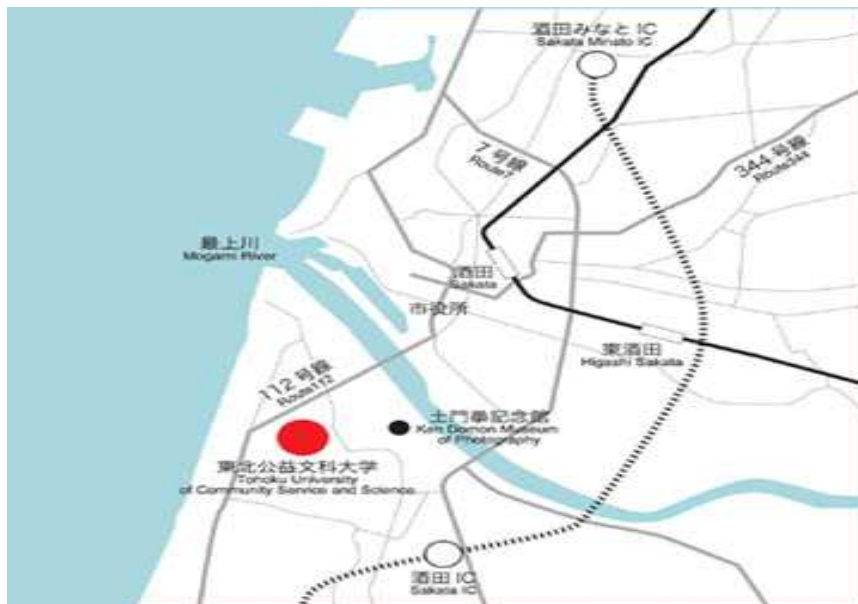 酒田みなと IC
Sakata Minato IC
7 号線
Route7
344 号線
Route344
最上川
Mogami River
酒田
Sakata
市役所
東酒田
Higashi Sakata
112 号線
Route112
土門拳記念館
Ken Domon Museum
of Photography
東北公益文科大学
Tohoku University
of Community Service and Science
酒田 IC
Sakata IC